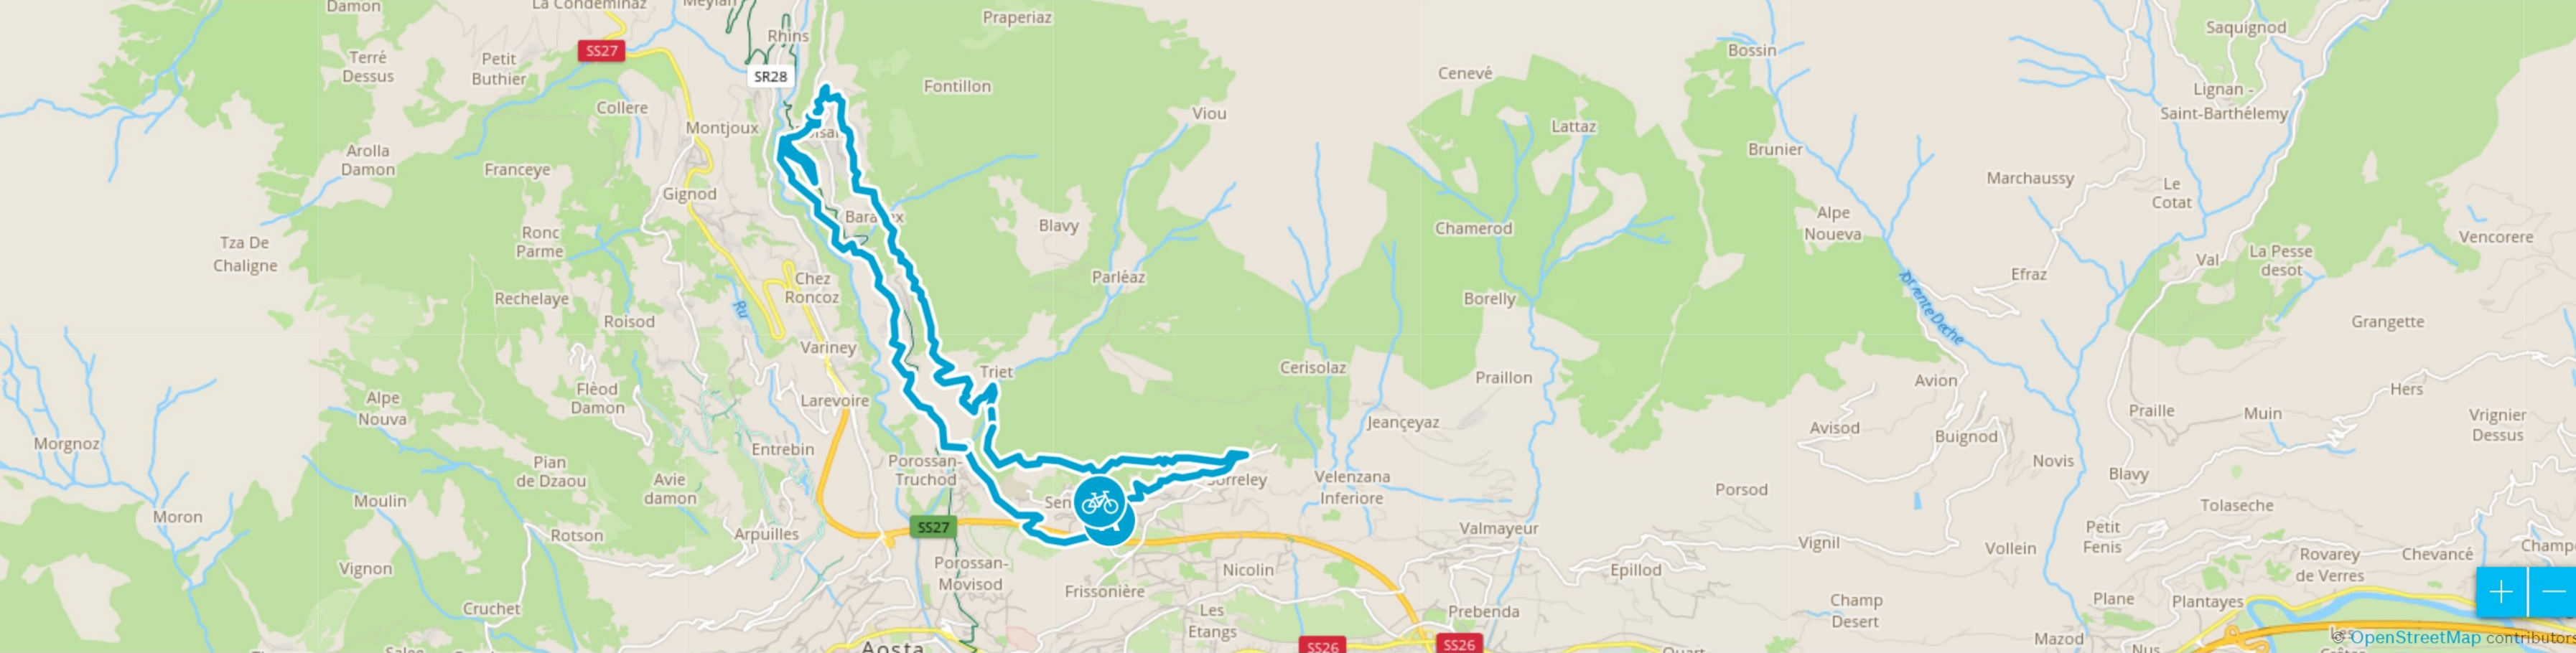 Damon
La Condeminaz
Meylan
Praperiaz
Saquignod
Rhins
SS27
Terré
Dessus
Petit
Buthier
SR28
Fontillon
Cenevé
Bossin
Lignan -
Saint-Barthélemy
Collere
Montjoux
Viou
Lattaz
Brunier
Arolla
Damon
Franceye
Gignod
Marchaussy
Le
Cotat
Blavy
Chamerod
Alpe
Noueva
Ronc
Parme
Tza De
Chaligne
Vencorere
La Pesse
desot
Val
Efraz
Parléaz
Chez
Roncoz
Rechelaye
Borelly
Ru
Roisod
Grangette
Variney
Triet
Cerisolaz
Praillon
Avion
Hers
Flèod
Damon
Larevoire
Alpe
Nouva
Praille
Muin
Vrignier
Dessus
Jeançeyaz
Avisod
Buignod
Morgnoz
Entrebin
Porossan-
Truchod
Novis
Blavy
Pian
de Dzaou
Avie
damon
Velenzana
Inferiore
Porsod
Tolaseche
Moulin
Sen
Moron
SS27
Valmayeur
Petit
Fenis
Rotson
Arpuilles
Vignil
Vollein
Rovarey
de Verres
Chevancé
Vignon
Porossan-
Movisod
Nicolin
Epillod
Frissonière
Cruchet
Les
Etangs
Prebenda
Champ
Desert
Plane
Plantayes
SS26
SS26
Aosta
Mazod
Nus
© OpenStreetMap contributors